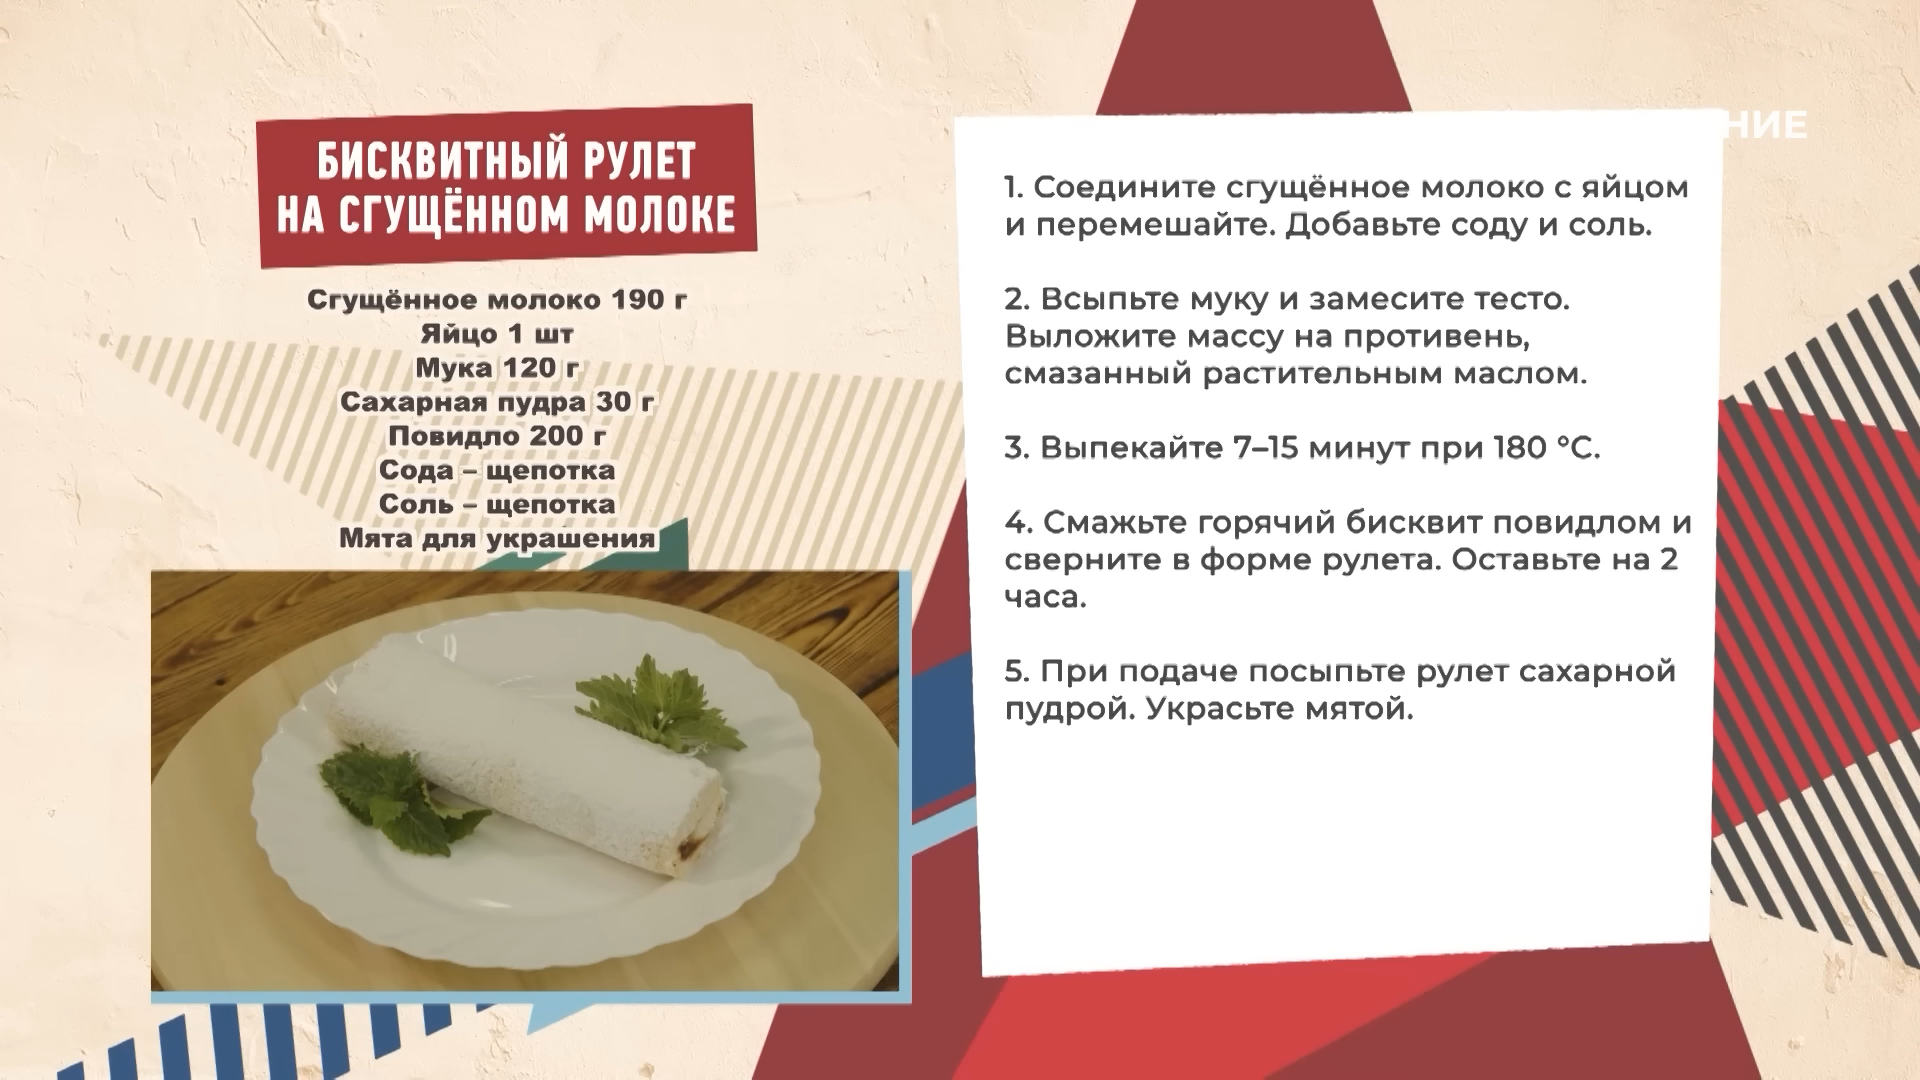 БИСКВИТНЫЙ РУЛЕТ
НА СГУЩЁННОМ МОЛОКЕ
Сгущённое молоко 190 г
Яйцо 1 шт
Мука 120 г
Сахарная пудра 30 г
Повидло 200 г
Сода – щепотка
Соль – щепотка
Мята для украшения
1. Соедините сгущённое молоко с яйцом
и перемешайте. Добавьте соду и соль.
2. Всыпьте муку и замесите тесто.
Выложите массу на противень,
смазанный растительным маслом.
3. Выпекайте 7–15 минут при 180 °C.
4. Смажьте горячий бисквит повидлом и
сверните в форме рулета. Оставьте на 2
часа.
5. При подаче посыпьте рулет сахарной
пудрой. Украсьте мятой.